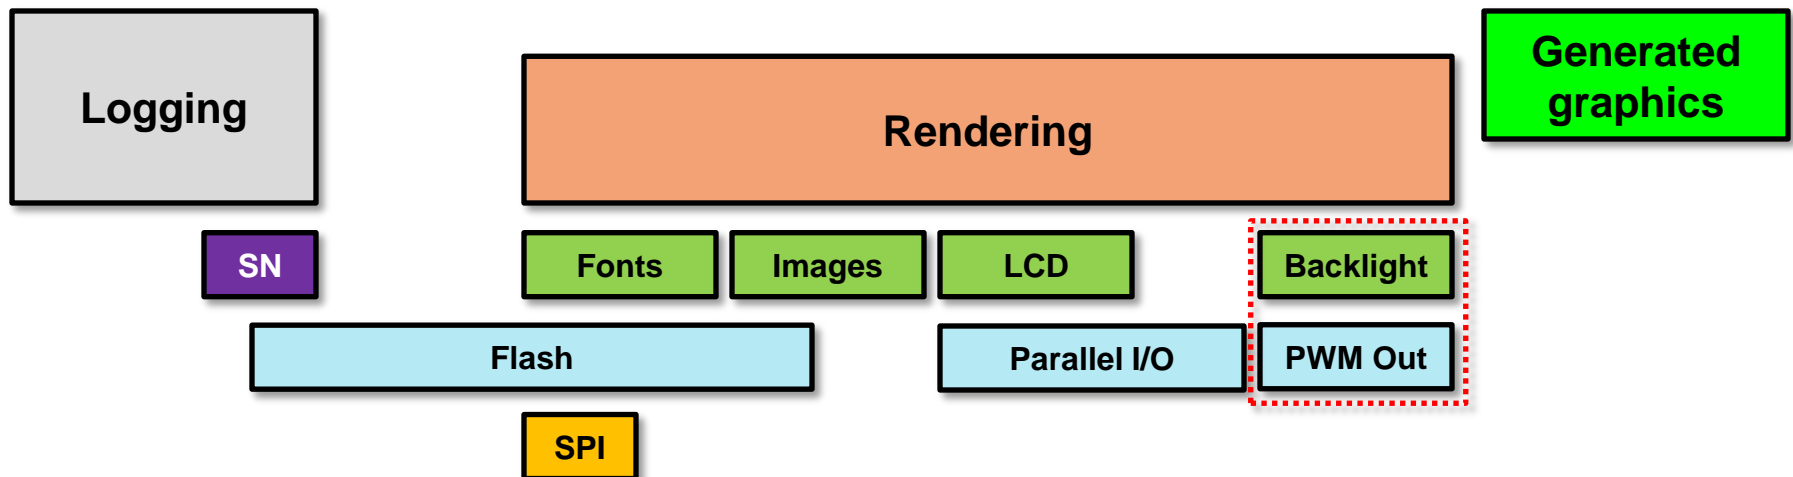 Logging
Rendering
Generated
graphics
SN
Fonts
Images
LCD
Backlight
Flash
Parallel I/O
PWM Out
SPI